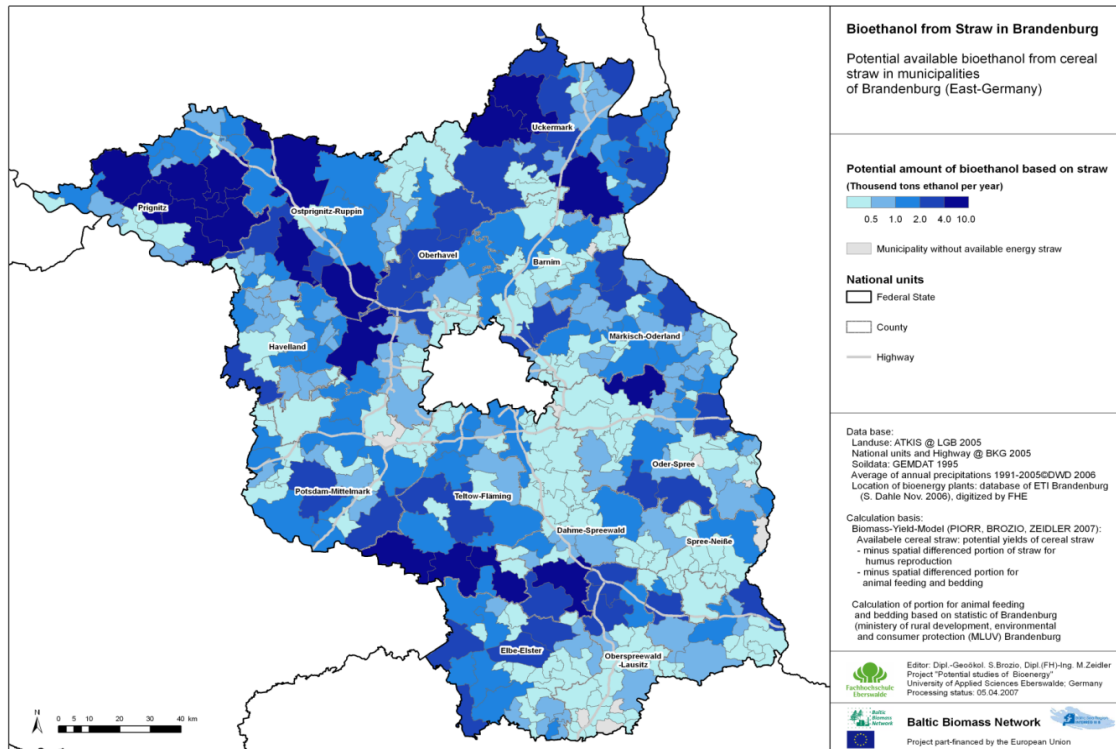 Bioethanol from Straw in Brandenburg
Potential available bioethanol from cereal
straw in municipalities
of Brandenburg (East-Germany)
Potential amount of bioethanol based on straw
(Thousend tons ethanol per year)
0.5 1.0 2.0 4.0 10.0
Municipality without available energy straw
National units
Federal State
County
Highway
Data base:
Landuse: ATKIS @ LGB 2005
National units and Highway @ BKG 2005
Soildata: GEMDAT 1995
Average of annual precipitations 1991-2005©DWD 2006
Location of bioenergy plants: database of ETI Brandenburg
(S. Dahle Nov. 2006), digitized by FHE
Calculation basis:
Biomass-Yield-Model (PIORR, BROZIO, ZEIDLER 2007):
Availabele cereal straw: potential yields of cereal straw
- minus spatial differenced portion of straw for
humus reproduction
- minus spatial differenced portion for
animal feeding and bedding
Calculation of portion for animal feeding
and bedding based on statistic of Brandenburg
(ministery of rural development, environmental
and consumer protection (MLUV) Brandenburg
Fachhochschule
Eberswalde
Editor: Dipl.-Geoökol. S.Brozio, Dipl.(FH)-Ing. M.Zeidler
Project "Potential studies of Bioenergy"
University of Applied Sciences Eberswalde; Germany
Processing status: 05.04.2007
Baltic
Biomass
Network
Baltic Biomass Network
Project part-financed by the European Union
Uckermark
Prignitz
Ostprignitz-Ruppin
Oberhavel
Barnim
Märkisch-Oderland
Havelland
Oder-Spree
Potsdam-Mittelmark
Teltow-Fläming
Dahme-Spreewald
Spree-Neiße
Elbe-Elster
Oberspreewald
-Lausitz
N
0 5 10 20 30 40 km